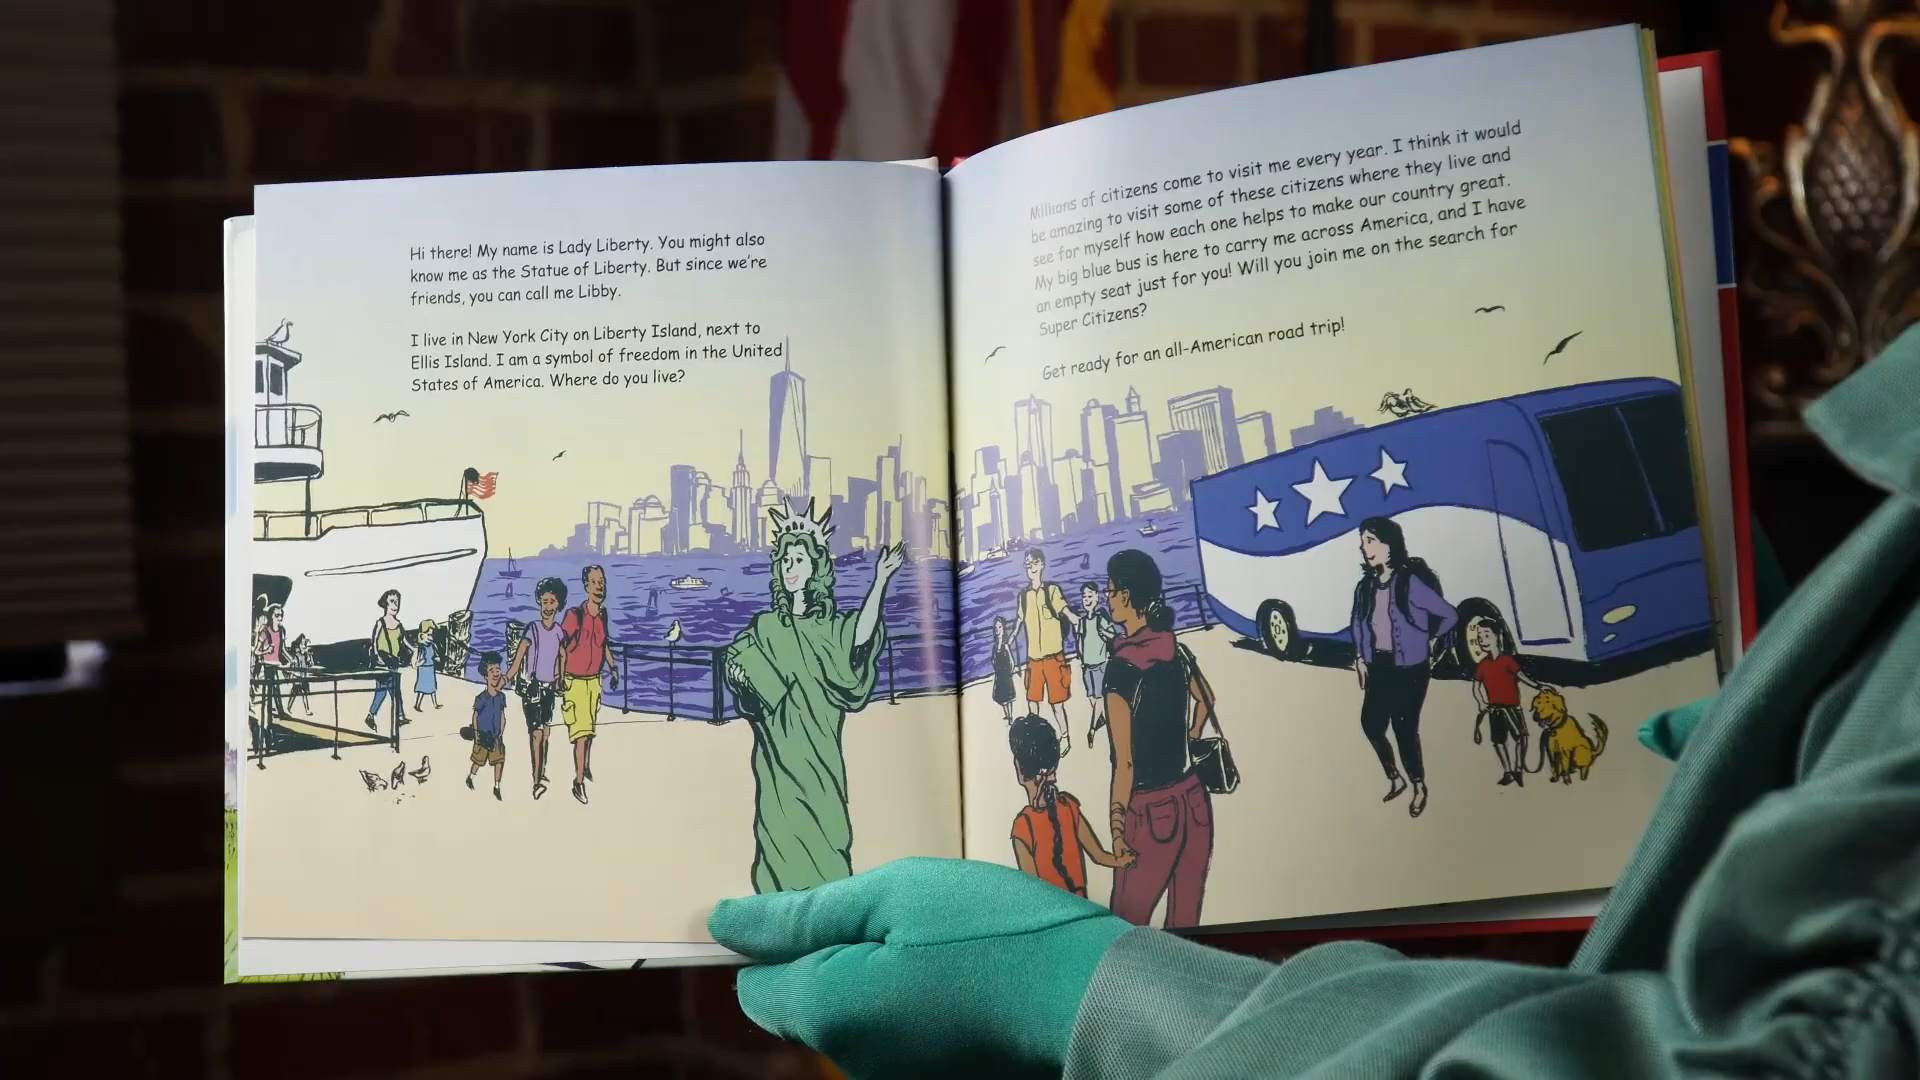 Hi there! My name is Lady Liberty. You might also
know me as the Statue of Liberty. But since we're
friends, you can call me Libby.
I live in New York City on Liberty Island, next to
Ellis Island. I am a symbol of freedom in the United
States of America. Where do you live?
Millions of citizens come to visit me every year. I think it would
be amazing to visit some of these citizens where they live and
see for myself how each one helps to make our country great.
My big blue bus is here to carry me across America, and I have
an empty seat just for you! Will you join me on the search for
Super Citizens?
Get ready for an all-American road trip!